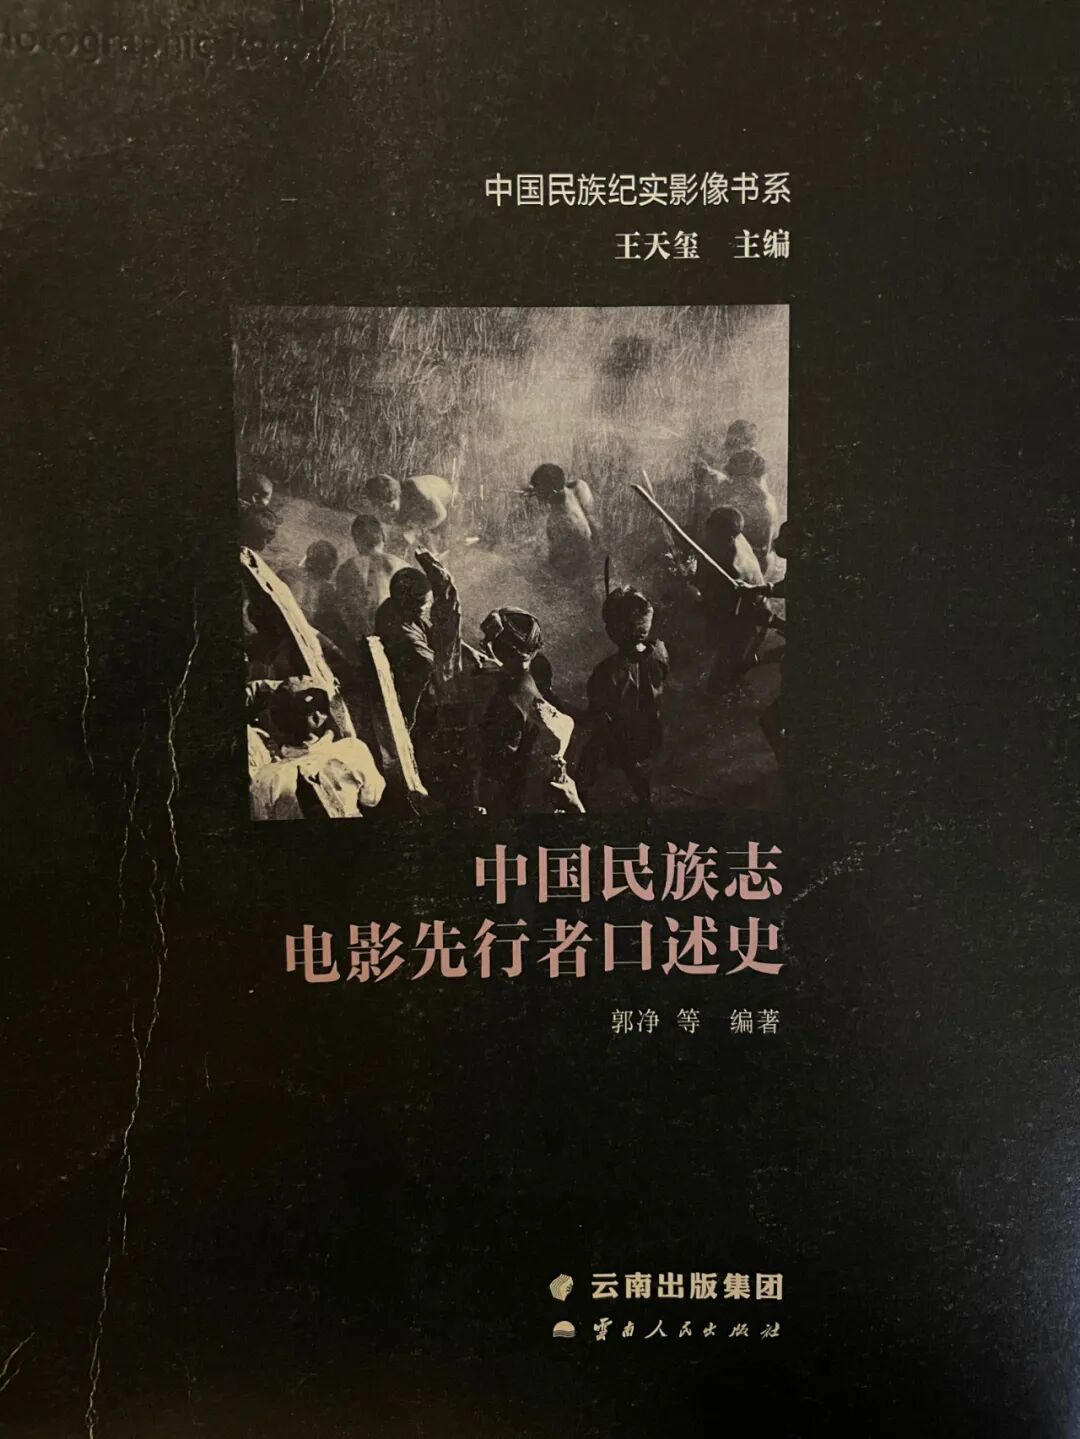 中国民族纪实影像书系
王天玺 主编
中国民族志
电影先行者口述史
郭净 等 编著
云南出版集团
雲南人民出版社